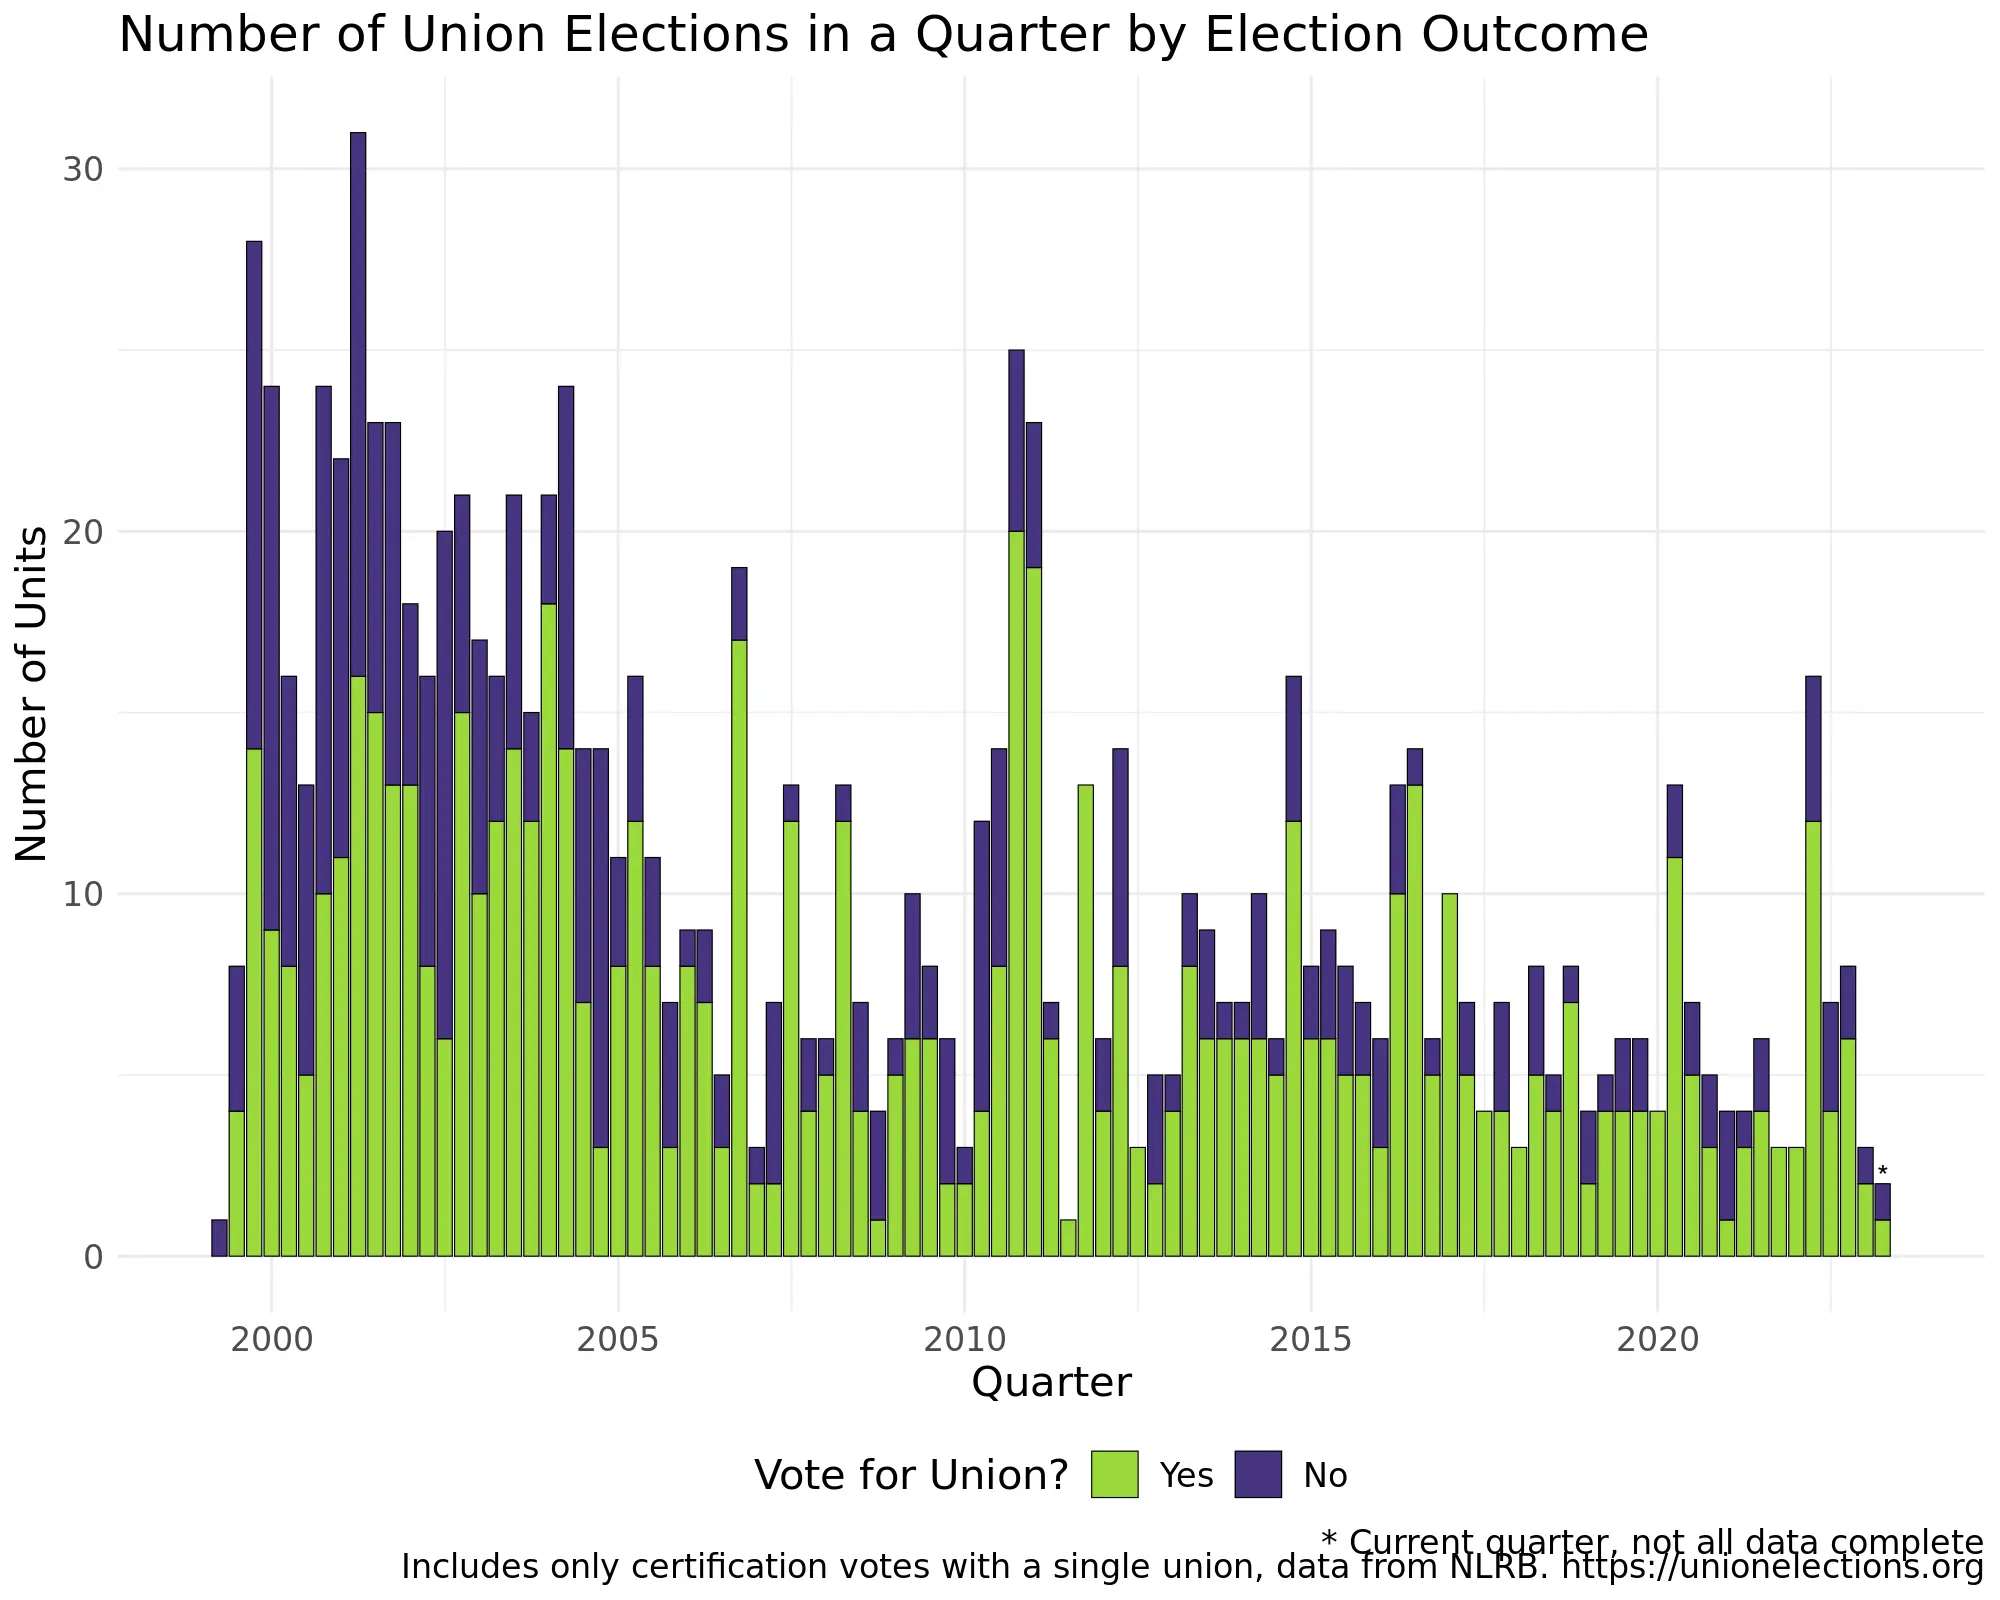 Number of Union Elections in a Quarter by Election Outcome
30
20
10
0
Number of Units
2000 2005 2010 2015 2020
Quarter
*
Vote for Union? Yes No
* Current quarter, not all data complete
Includes only certification votes with a single union, data from NLRB. https://unionelections.org